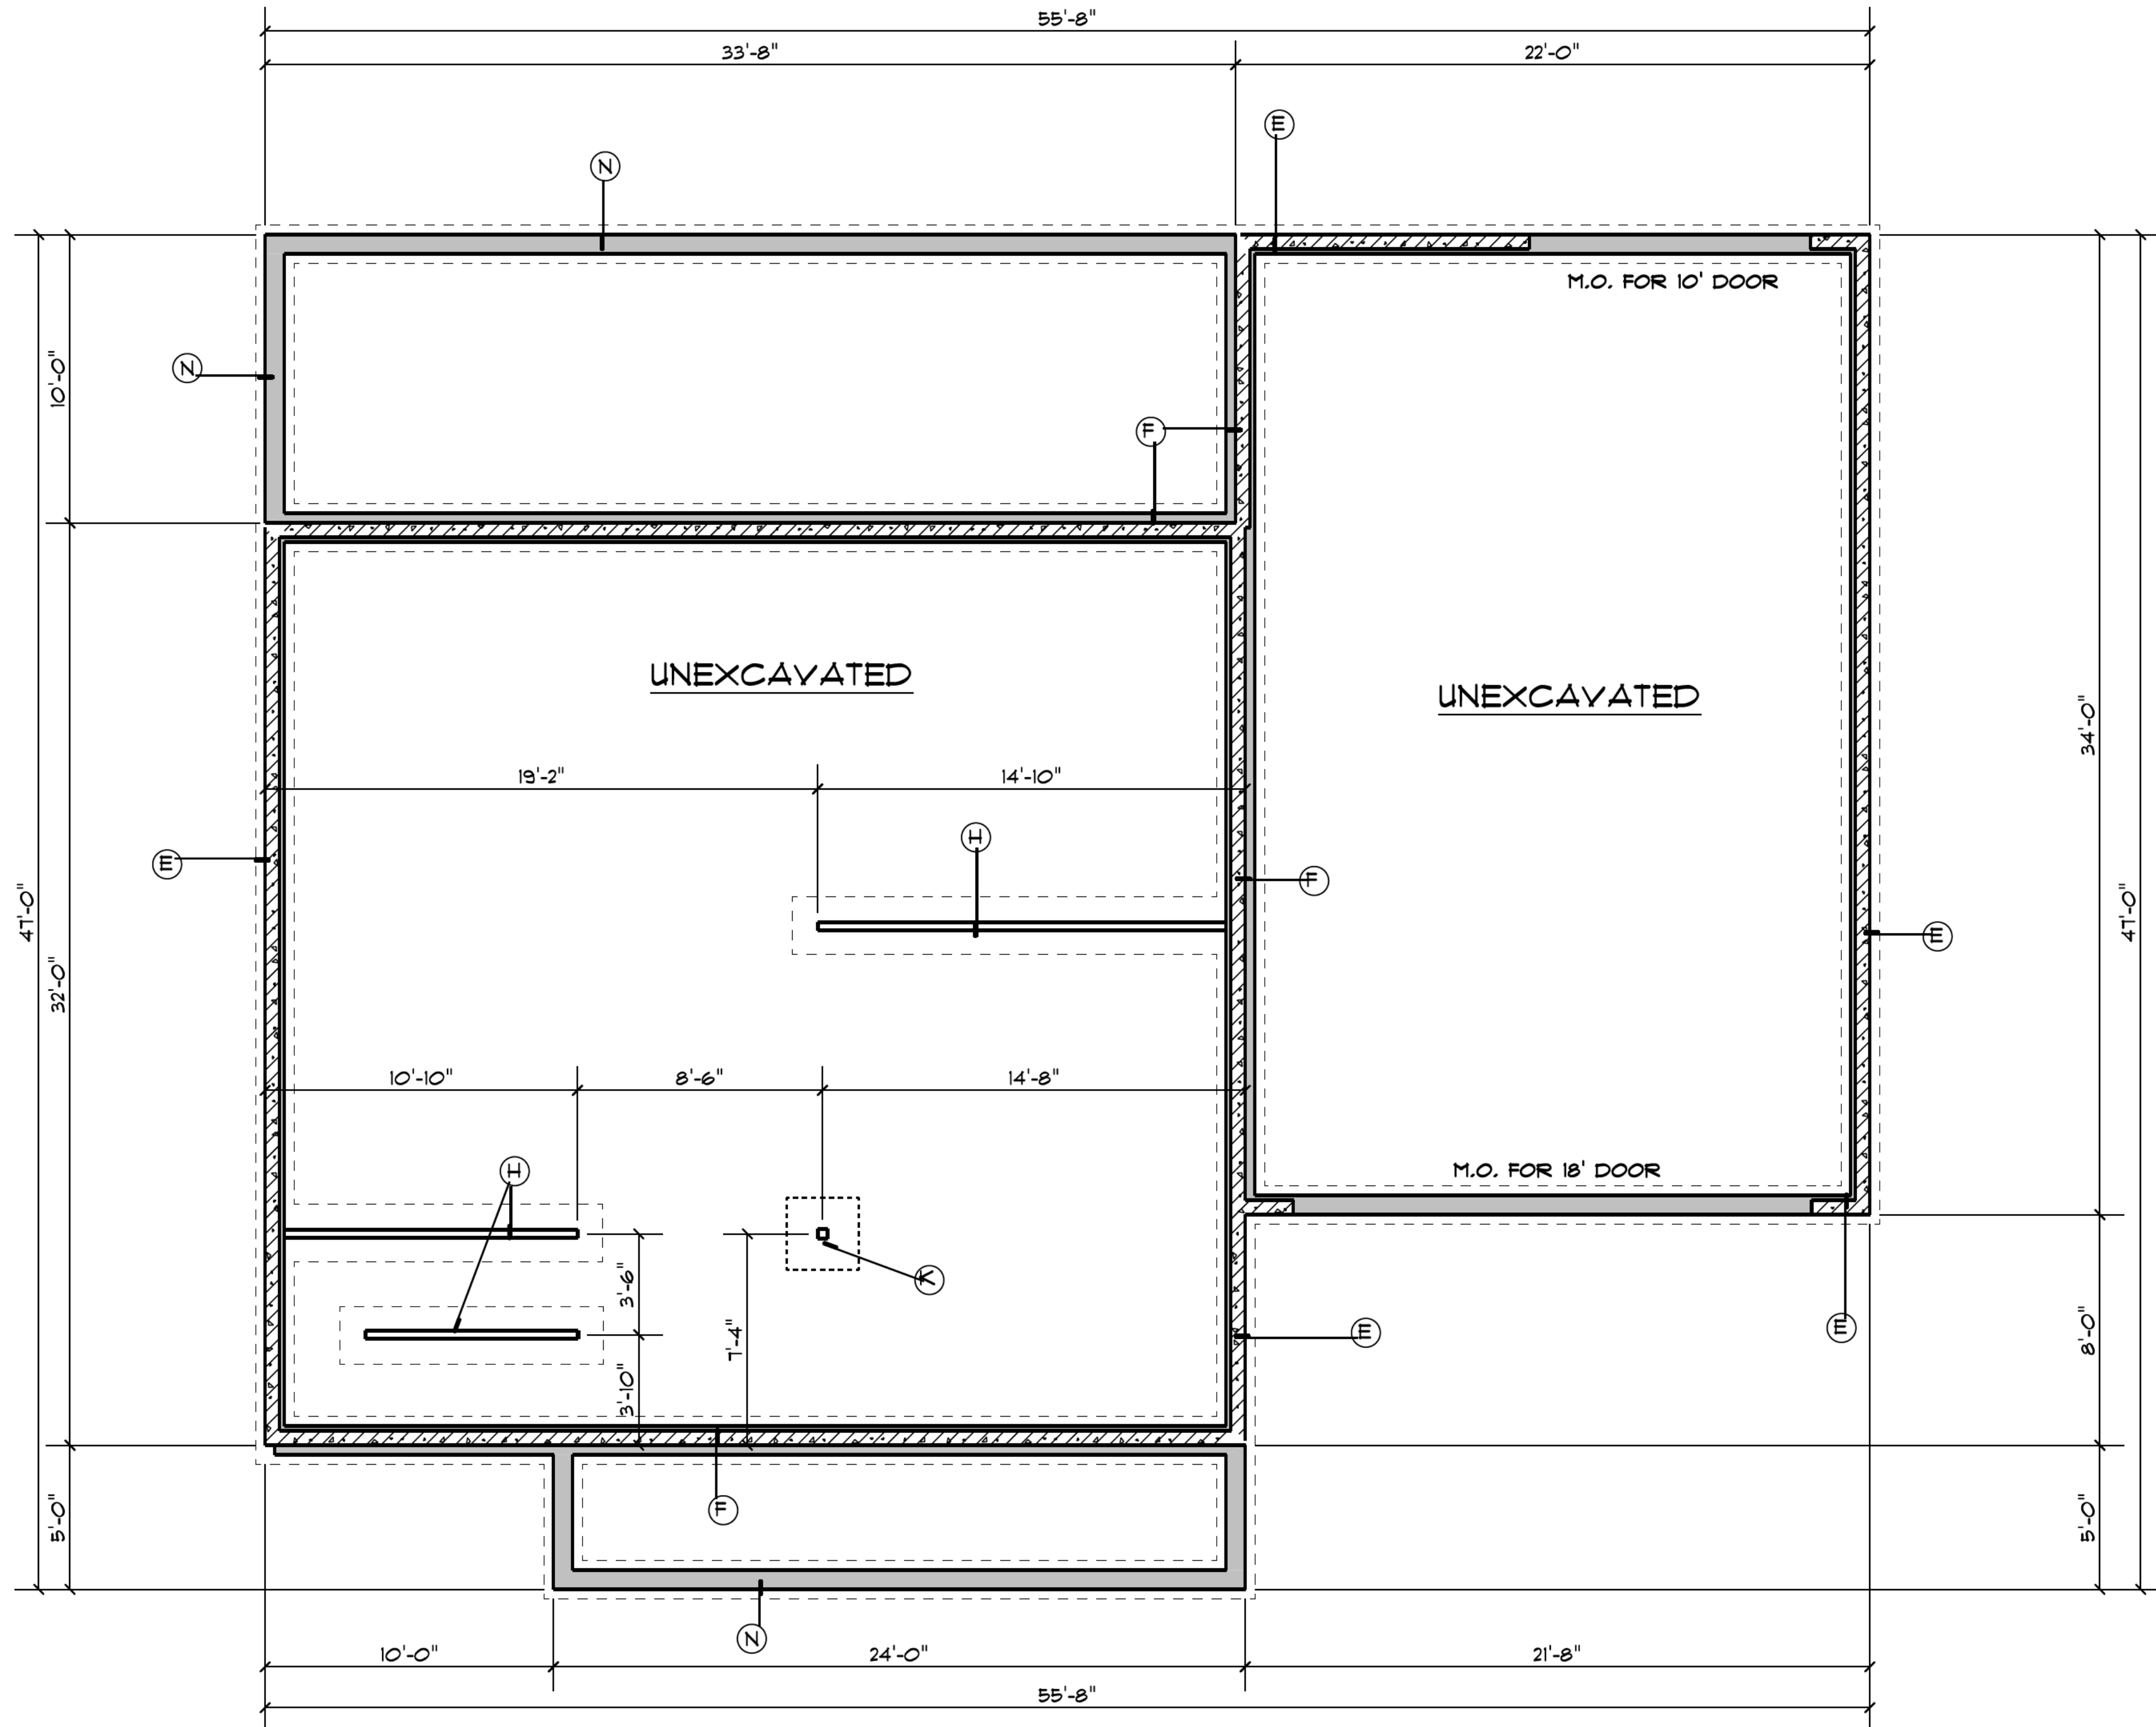 55'-8"
33'-8"
22'-0"
E
N
M.O. FOR 10' DOOR
N
10'-0"
F
UNEXCAVATED
UNEXCAVATED
34'-0"
19'-2"
14'-10"
H
E
F
47'-0"
47'-0"
E
32'-0"
10'-10"
8'-6"
14'-8"
H
M.O. FOR 18' DOOR
K
3'-6"
7'-4"
E
E
8'-0"
3'-10"
F
5'-0"
5'-0"
N
10'-0"
24'-0"
21'-8"
55'-8"